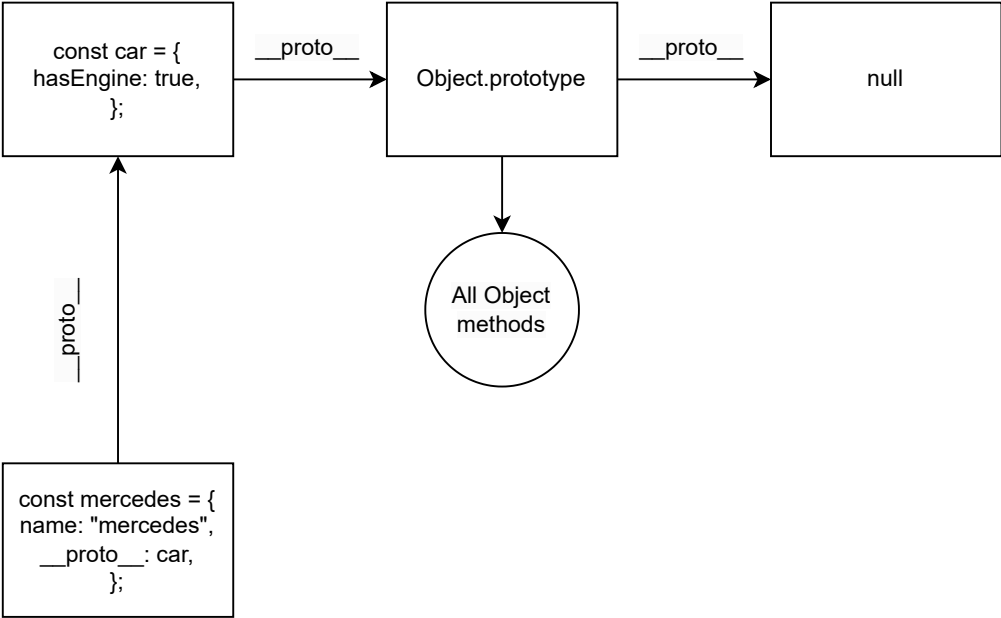 const car = {
hasEngine: true,
};
__proto__
Object.prototype
__proto__
null
All Object
methods
__proto__
const mercedes = {
name: "mercedes",
__proto__: car,
};